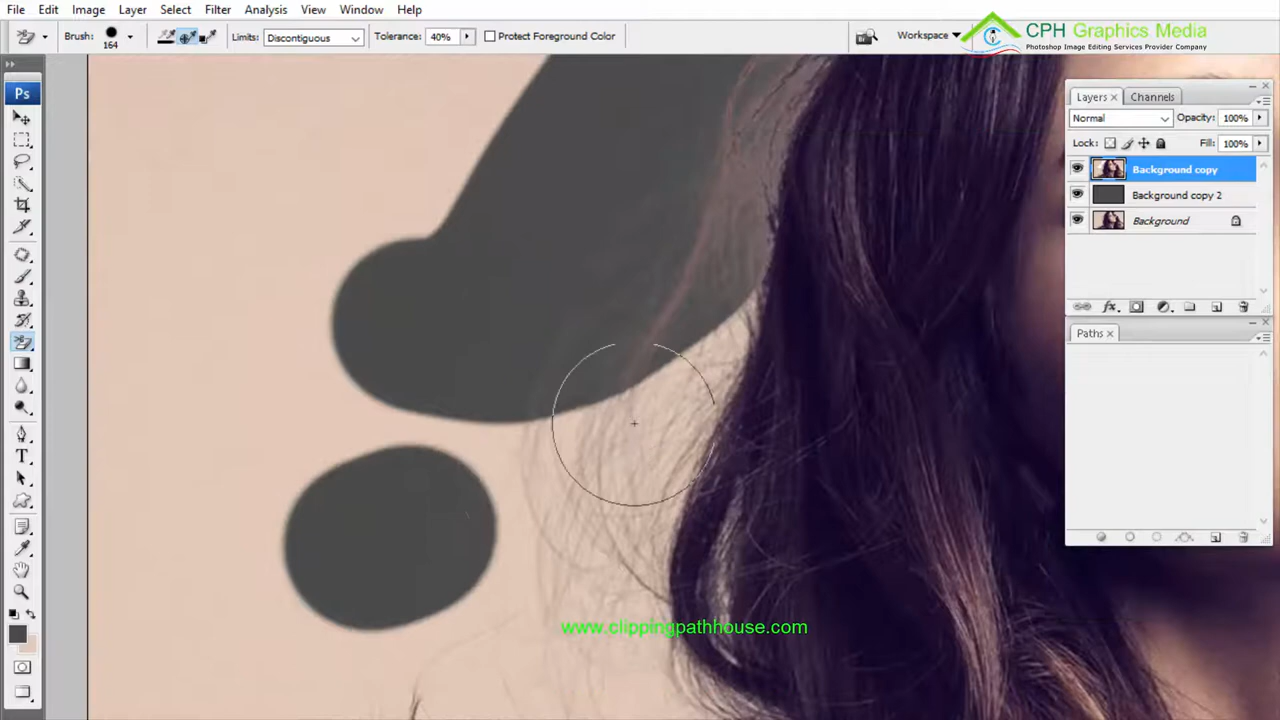 File Edit Image Layer Select Filter Analysis View Window Help
CPH Graphics Media
Photoshop Image Editing Services Provider Company
Brush: 164 Limits: Discontiguous Tolerance: 40% Protect Foreground Color Workspace
Ps
Layers Channels
Normal Opacity: 100%
Lock: Fill: 100%
Background copy
Background copy 2
Background
fx
Paths
T
www.clippingpathhouse.com